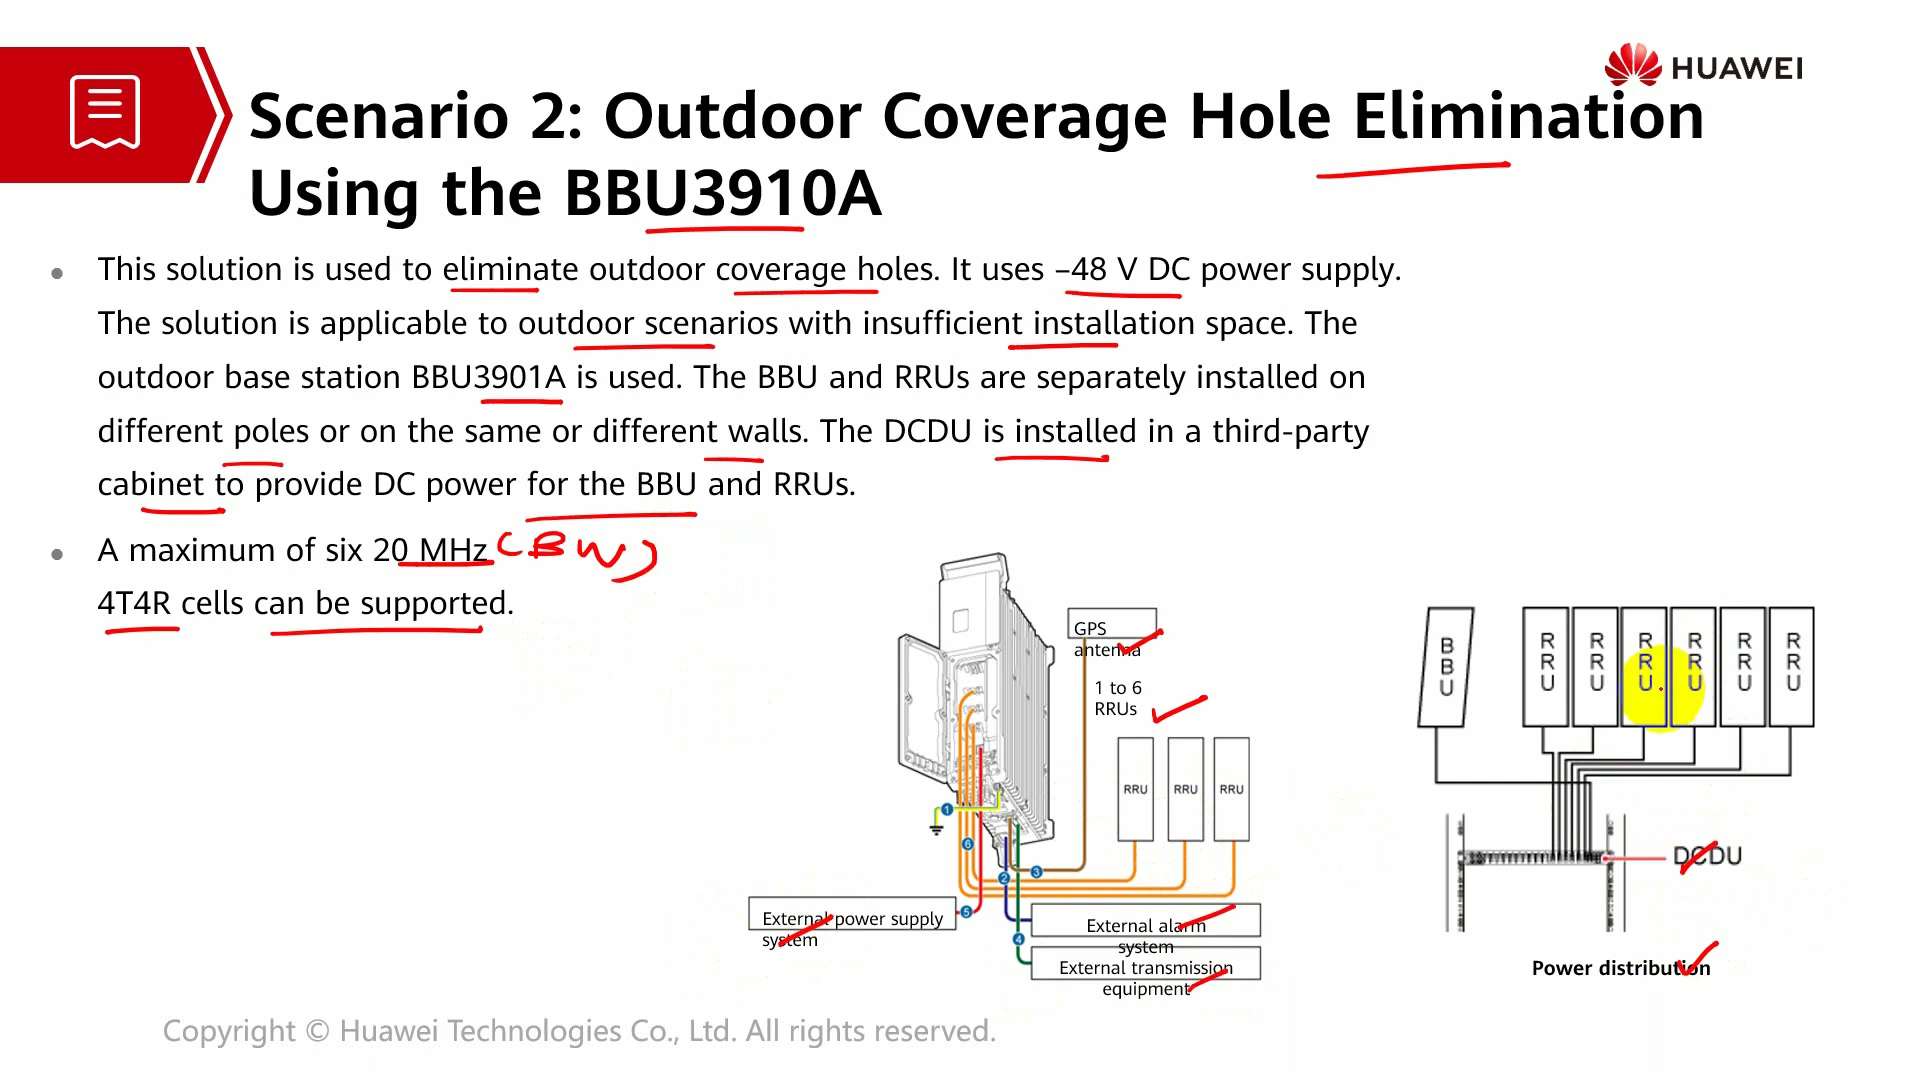 HUAWEI
Scenario 2: Outdoor Coverage Hole Elimination
Using the BBU3910A
This solution is used to eliminate outdoor coverage holes. It uses –48 V DC power supply.
The solution is applicable to outdoor scenarios with insufficient installation space. The
outdoor base station BBU3901A is used. The BBU and RRUs are separately installed on
different poles or on the same or different walls. The DCDU is installed in a third-party
cabinet to provide DC power for the BBU and RRUs.
A maximum of six 20 MHz (BW)
4T4R cells can be supported.
GPS
antenna
1 to 6
RRUs
RRU RRU RRU
1
6
2
3
5
4
External power supply
system
External alarm
system
External transmission
equipment
BBU RRU RRU RRU RRU RRU RRU
DCDU
Power distribution
Copyright © Huawei Technologies Co., Ltd. All rights reserved.